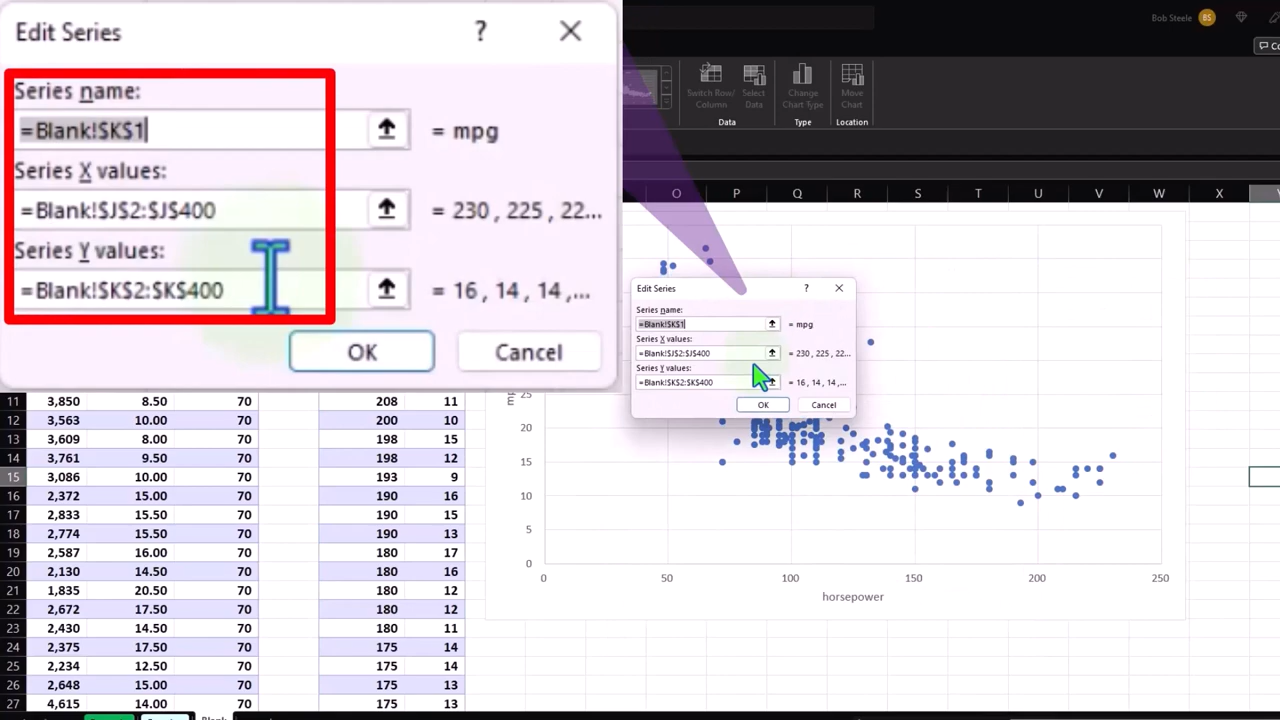 Edit Series ?
Series name:
=Blank!$K$1 = mpg
Series X values:
=Blank!$J$2:$J$400 = 230 , 225 , 22...
Series Y values:
=Blank!$K$2:$K$400 = 16 , 14 , 14 ,...
OK Cancel
Bob Steele BS
Switch Row/ Column
Select Data
Change Chart Type
Move Chart
Data Type Location
O P Q R S T U V W X
Edit Series ?
Series name:
=Blank!$K$1 = mpg
Series X values:
=Blank!$J$2:$J$400 = 230 , 225 , 22...
Series Y values:
=Blank!$K$2:$K$400 = 16 , 14 , 14 ,...
OK Cancel
11 3,850 8.50 70 208 11
12 3,563 10.00 70 200 10
13 3,609 8.00 70 198 15
14 3,761 9.50 70 198 12
15 3,086 10.00 70 193 9
16 2,372 15.00 70 190 16
17 2,833 15.50 70 190 15
18 2,774 15.50 70 190 13
19 2,587 16.00 70 180 17
20 2,130 14.50 70 180 16
21 1,835 20.50 70 180 12
22 2,672 17.50 70 180 12
23 2,430 14.50 70 180 11
24 2,375 17.50 70 175 14
25 2,234 12.50 70 175 14
26 2,648 15.00 70 175 13
27 4,615 14.00 70 175 13
mpg
25
20
15
10
5
0
0 50 100 150 200 250
horsepower
Blank